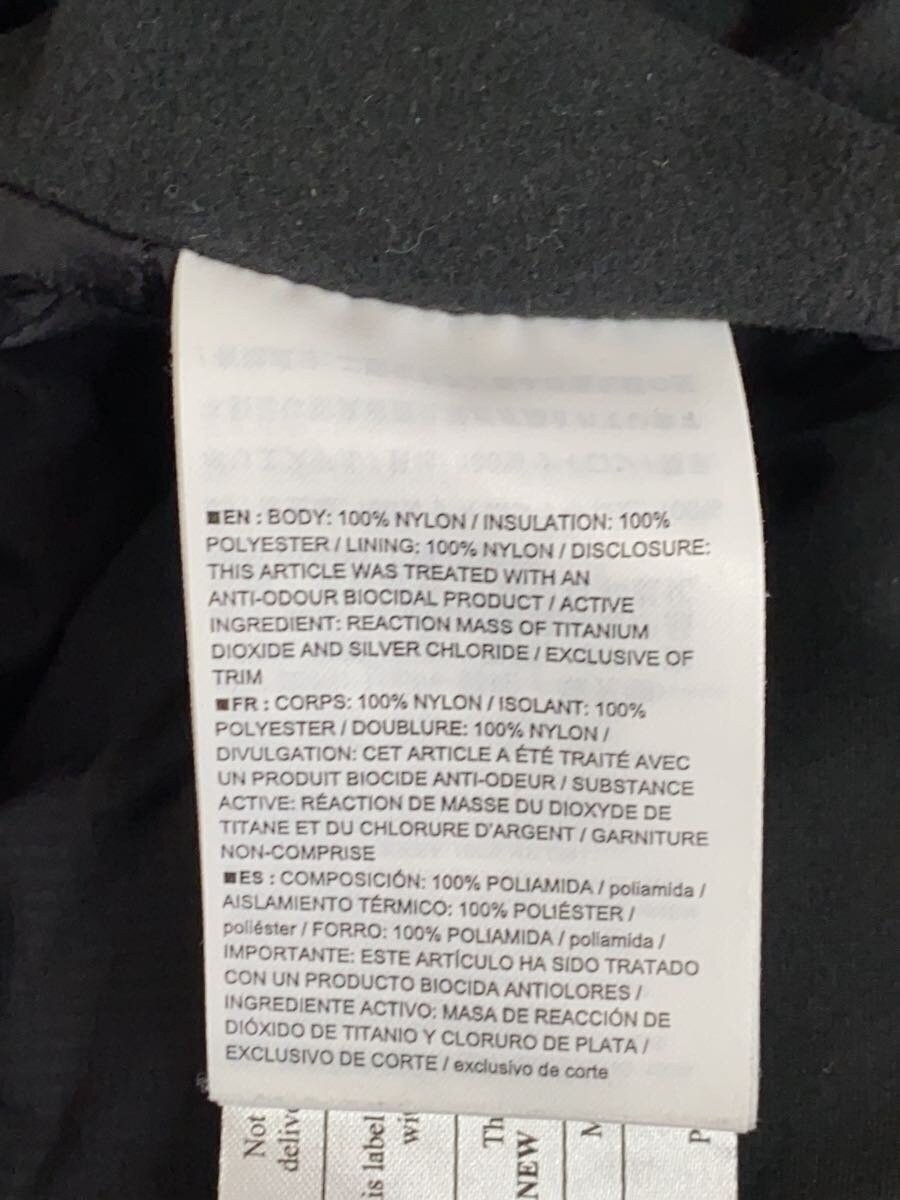 ■EN : BODY: 100% NYLON / INSULATION: 100%
POLYESTER / LINING: 100% NYLON / DISCLOSURE:
THIS ARTICLE WAS TREATED WITH AN
ANTI-ODOUR BIOCIDAL PRODUCT / ACTIVE
INGREDIENT: REACTION MASS OF TITANIUM
DIOXIDE AND SILVER CHLORIDE / EXCLUSIVE OF
TRIM
■FR : CORPS: 100% NYLON / ISOLANT: 100%
POLYESTER / DOUBLURE: 100% NYLON /
DIVULGATION: CET ARTICLE A ÉTÉ TRAITÉ AVEC
UN PRODUIT BIOCIDE ANTI-ODEUR / SUBSTANCE
ACTIVE: RÉACTION DE MASSE DU DIOXYDE DE
TITANE ET DU CHLORURE D'ARGENT / GARNITURE
NON-COMPRISE
■ES : COMPOSICIÓN: 100% POLIAMIDA / poliamida /
AISLAMIENTO TÉRMICO: 100% POLIÉSTER /
poliéster / FORRO: 100% POLIAMIDA / poliamida /
IMPORTANTE: ESTE ARTÍCULO HA SIDO TRATADO
CON UN PRODUCTO BIOCIDA ANTIOLORES /
INGREDIENTE ACTIVO: MASA DE REACCIÓN DE
DIÓXIDO DE TITANIO Y CLORURO DE PLATA /
EXCLUSIVO DE CORTE / exclusivo de corte
Not
is label
NEW